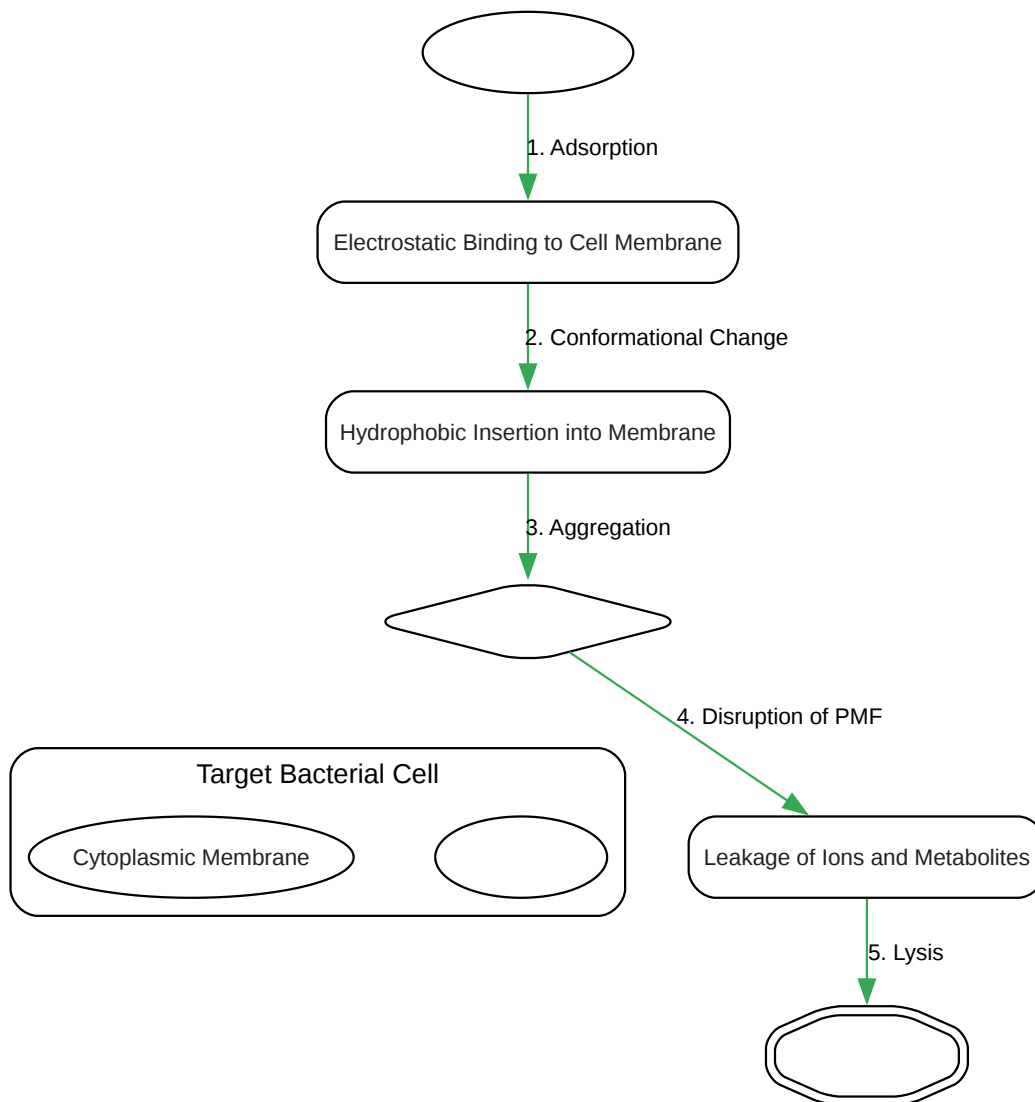 1. Adsorption
Electrostatic Binding to Cell Membrane
2. Conformational Change
Hydrophobic Insertion into Membrane
3. Aggregation
4. Disruption of PMF
Target Bacterial Cell
Cytoplasmic Membrane
Leakage of Ions and Metabolites
5. Lysis